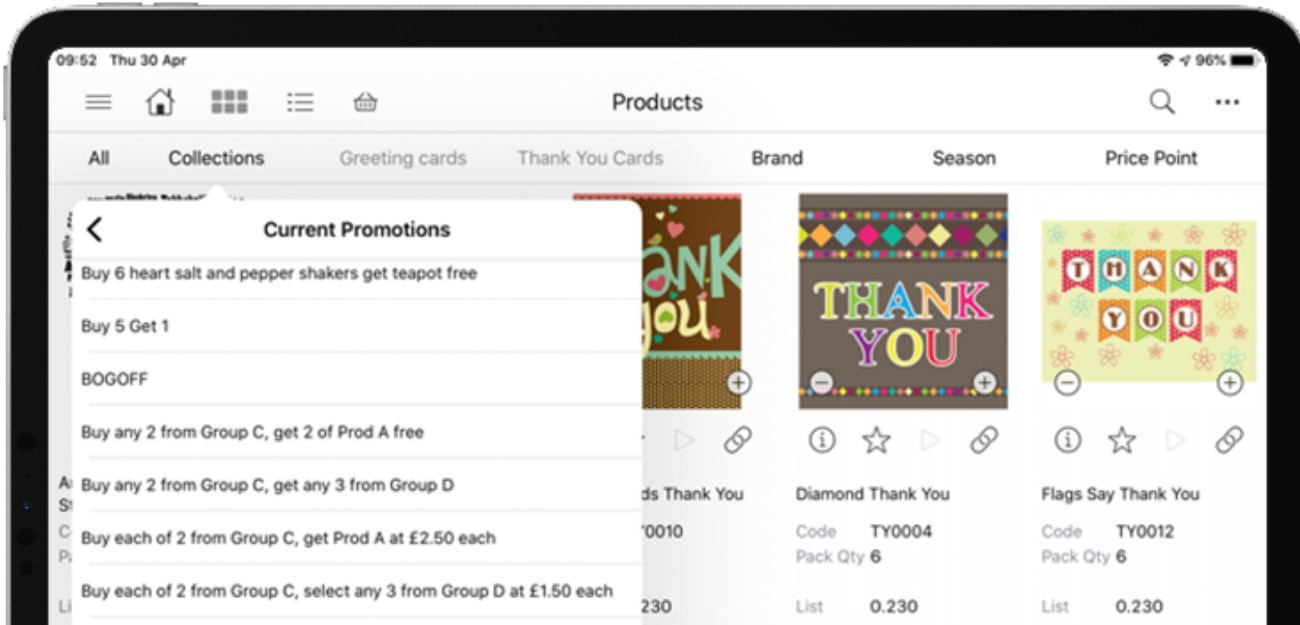 09:52 Thu 30 Apr
96%
Products
All Collections Greeting cards Thank You Cards Brand Season Price Point
Current Promotions
Buy 6 heart salt and pepper shakers get teapot free
Buy 5 Get 1
BOGOFF
Buy any 2 from Group C, get 2 of Prod A free
Buy any 2 from Group C, get any 3 from Group D
Buy each of 2 from Group C, get Prod A at £2.50 each
Buy each of 2 from Group C, select any 3 from Group D at £1.50 each
YOU
THANK
YOU
THANK
YOU
Thank You
0010
230
Diamond Thank You
Code TY0004
Pack Qty 6
List 0.230
Flags Say Thank You
Code TY0012
Pack Qty 6
List 0.230